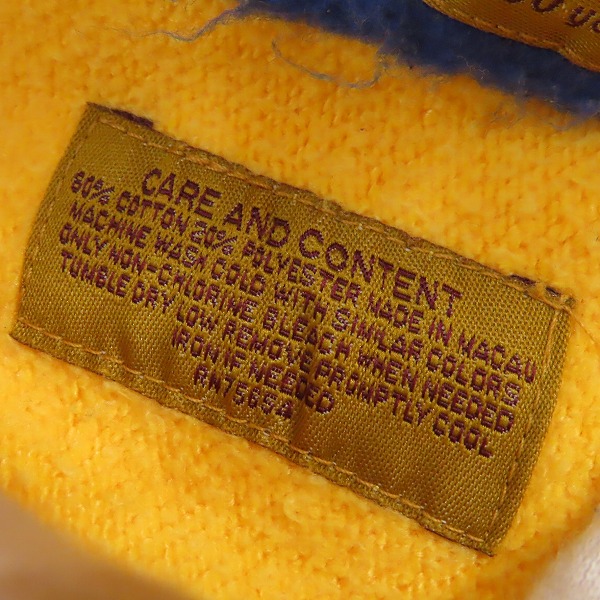 CARE AND CONTENT
80% COTTON 20% POLYESTER MADE IN MACAU
MACHINE WASH COLD WITH SIMILAR COLORS
ONLY NON-CHLORINE BLEACH WHEN NEEDED
TUMBLE DRY LOW REMOVE PROMPTLY COOL
IRON IF NEEDED